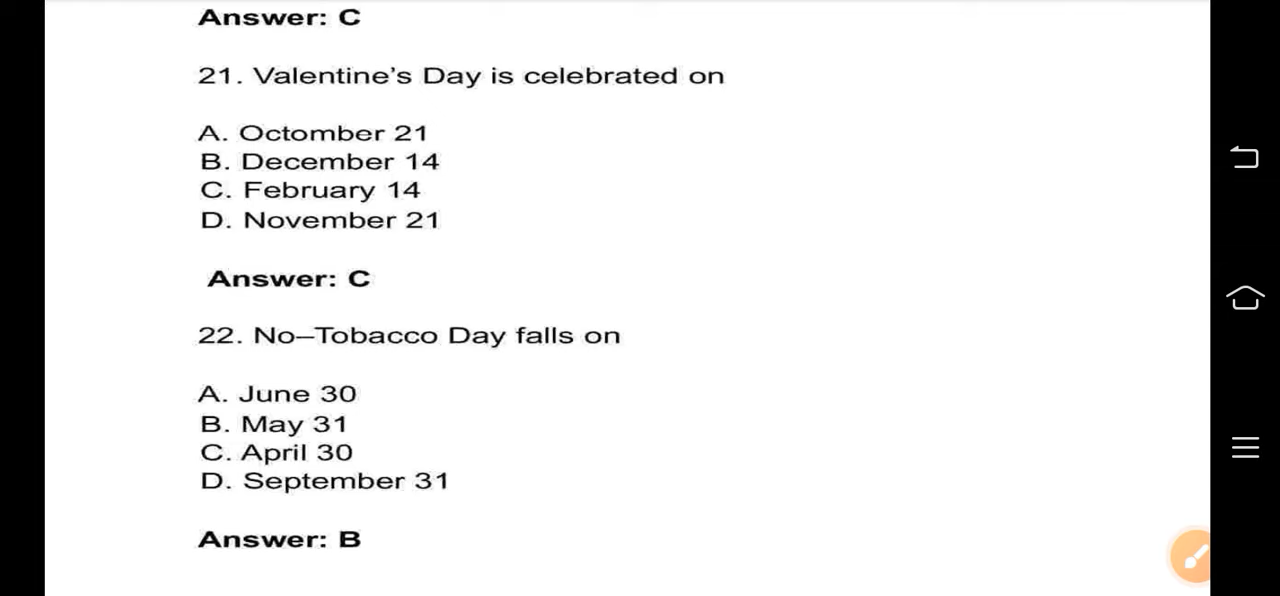 Answer: C
21. Valentine’s Day is celebrated on
A. Octomber 21
B. December 14
C. February 14
D. November 21
Answer: C
22. No–Tobacco Day falls on
A. June 30
B. May 31
C. April 30
D. September 31
Answer: B